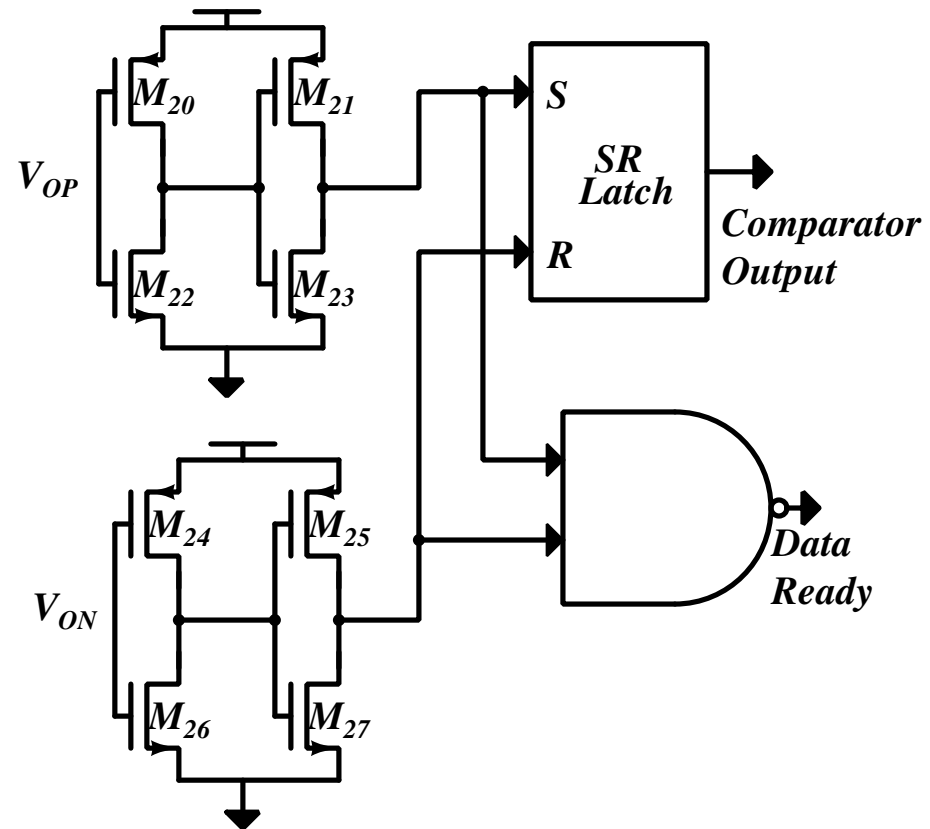 M20
M21
VOP
M22
M23
S
SR
Latch
R
Comparator
Output
M24
M25
VON
M26
M27
Data
Ready